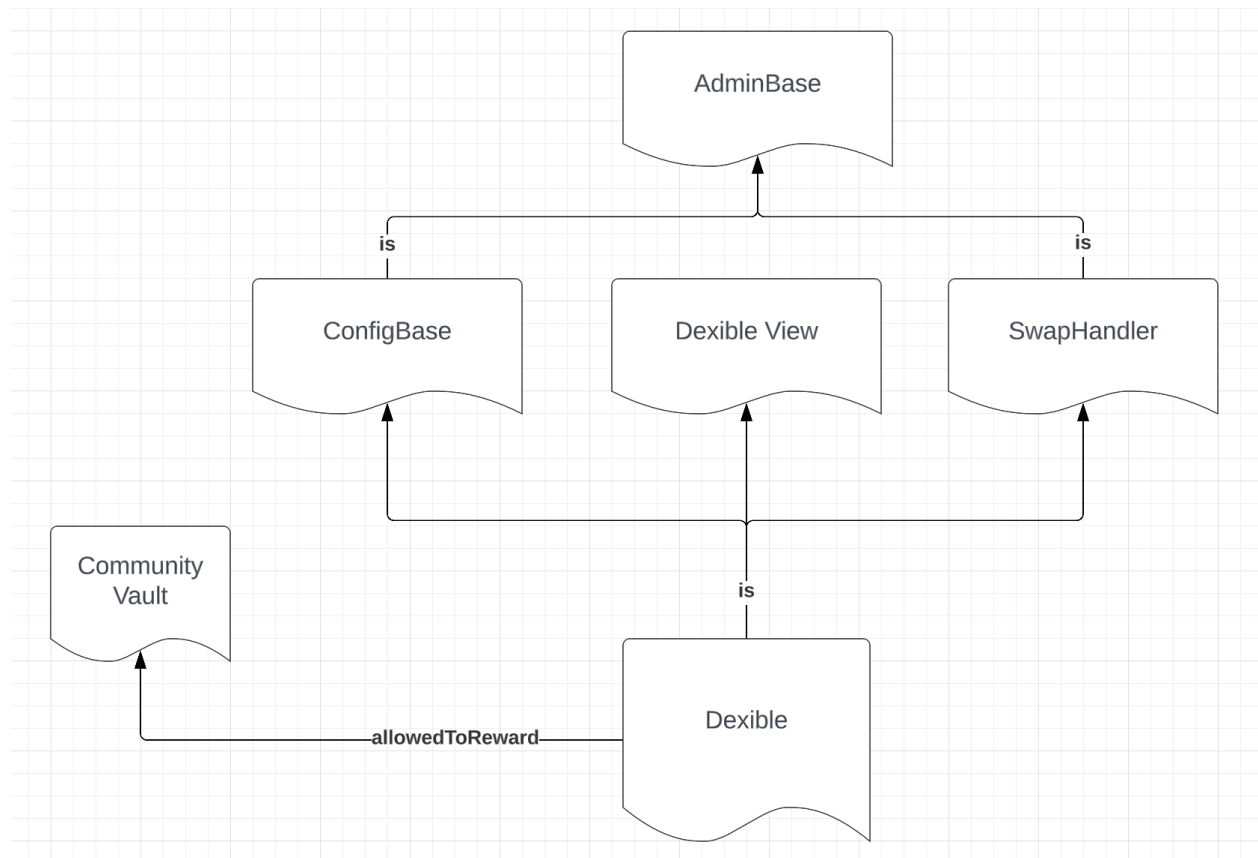 AdminBase
is
is
ConfigBase
Dexible View
SwapHandler
is
Community
Vault
allowedToReward
Dexible